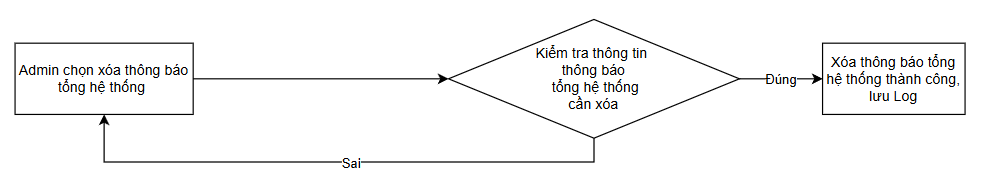 Admin chọn xóa thông báo
tổng hệ thống
Kiểm tra thông tin
thông báo
tổng hệ thống
cần xóa
Đúng
Xóa thông báo tổng
hệ thống thành công,
lưu Log
Sai